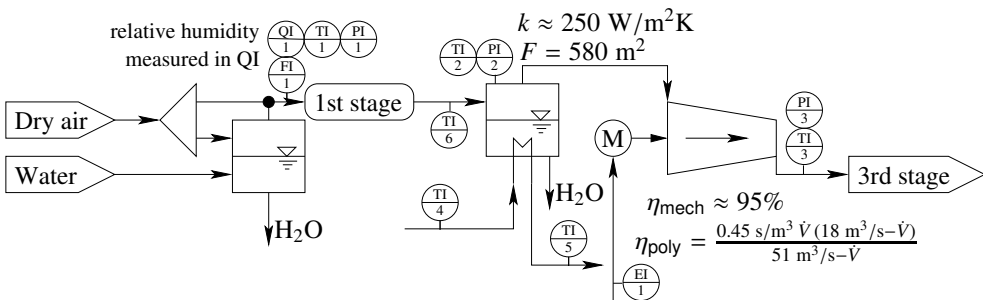 relative humidity
measured in QI
QI
1
TI
1
PI
1
FI
1
Dry air
Water
H₂O
1st stage
TI
6
TI
2
PI
2
k ≈ 250 W/m²K
F = 580 m²
TI
4
H₂O
TI
5
M
EI
1
PI
3
TI
3
3rd stage
η_mech ≈ 95%
η_poly = 0.45 s/m³ V̇ (18 m³/s−V̇) / 51 m³/s−V̇